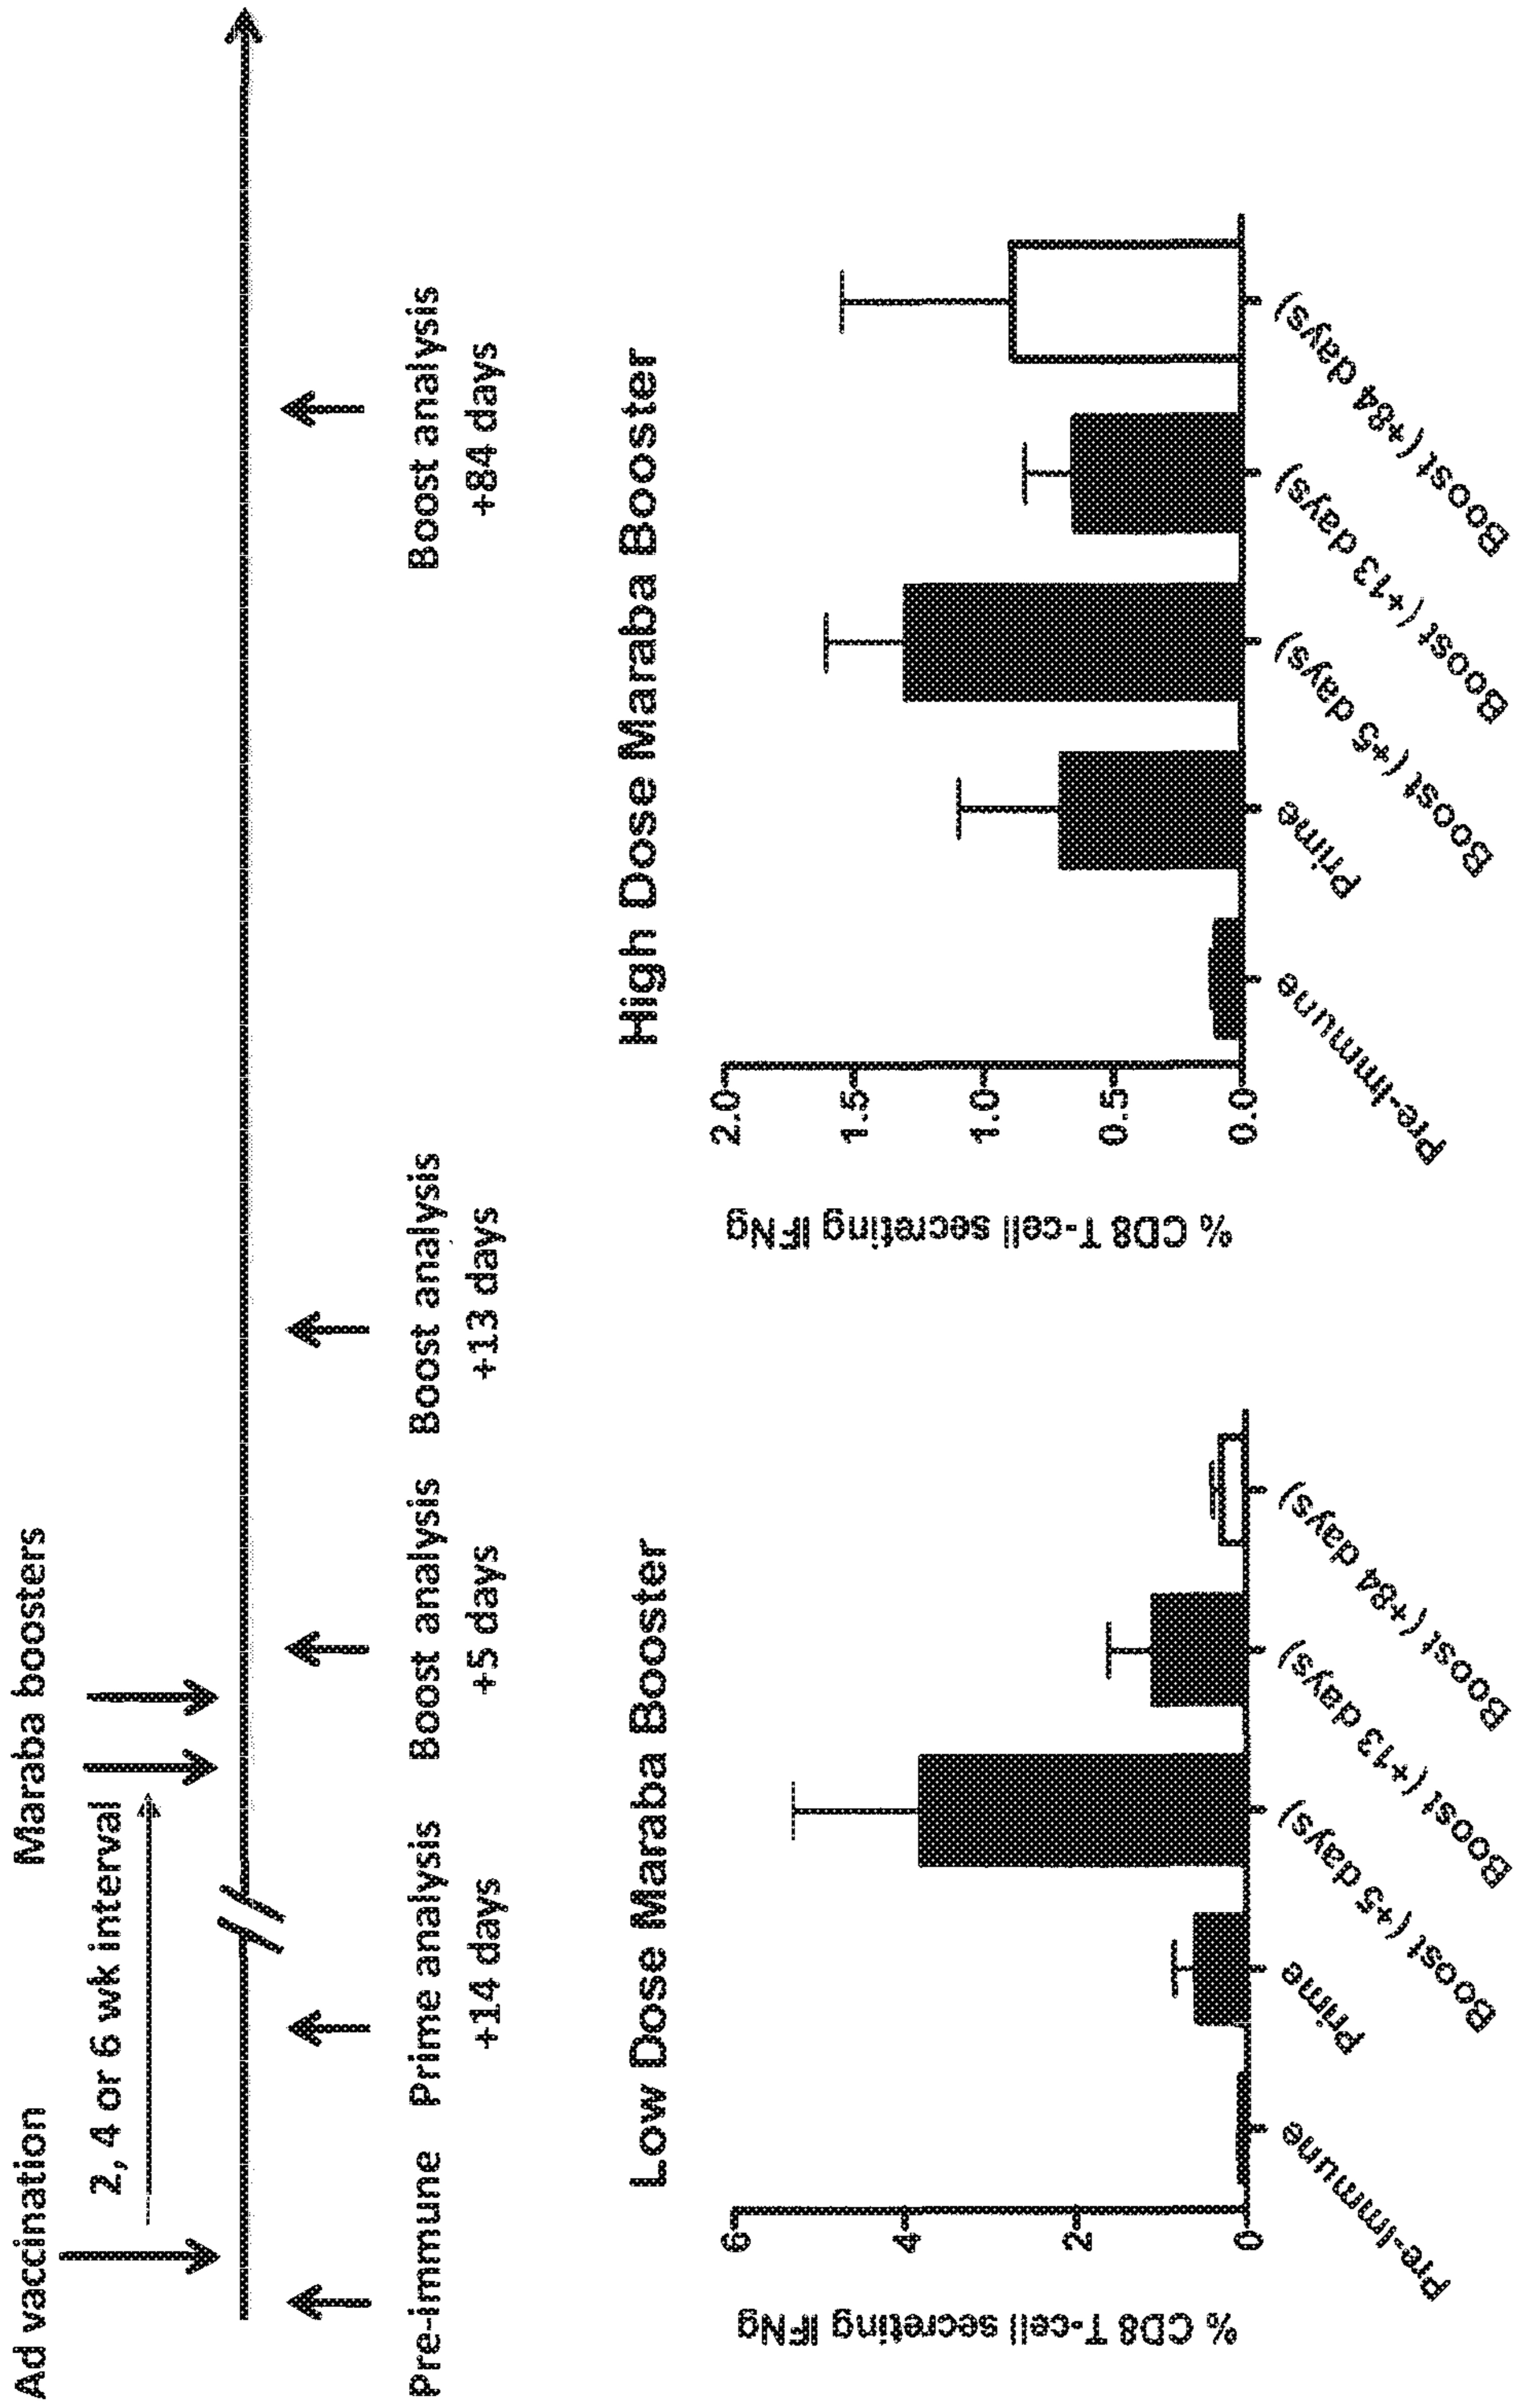 Ad vaccination
Maraba boosters
2, 4 or 6 wk interval
Pre-immune
Prime analysis
+14 days
Boost analysis
+5 days
Boost analysis
+13 days
Boost analysis
+84 days
Low Dose Maraba Booster
% CD8 T-cell secreting IFNg
6
4
2
0
Pre-Immune
Prime
Boost (+5 days)
Boost (+13 days)
Boost (+84 days)
High Dose Maraba Booster
% CD8 T-cell secreting IFNg
2.0
1.5
1.0
0.5
0.0
Pre-Immune
Prime
Boost (+5 days)
Boost (+13 days)
Boost (+84 days)